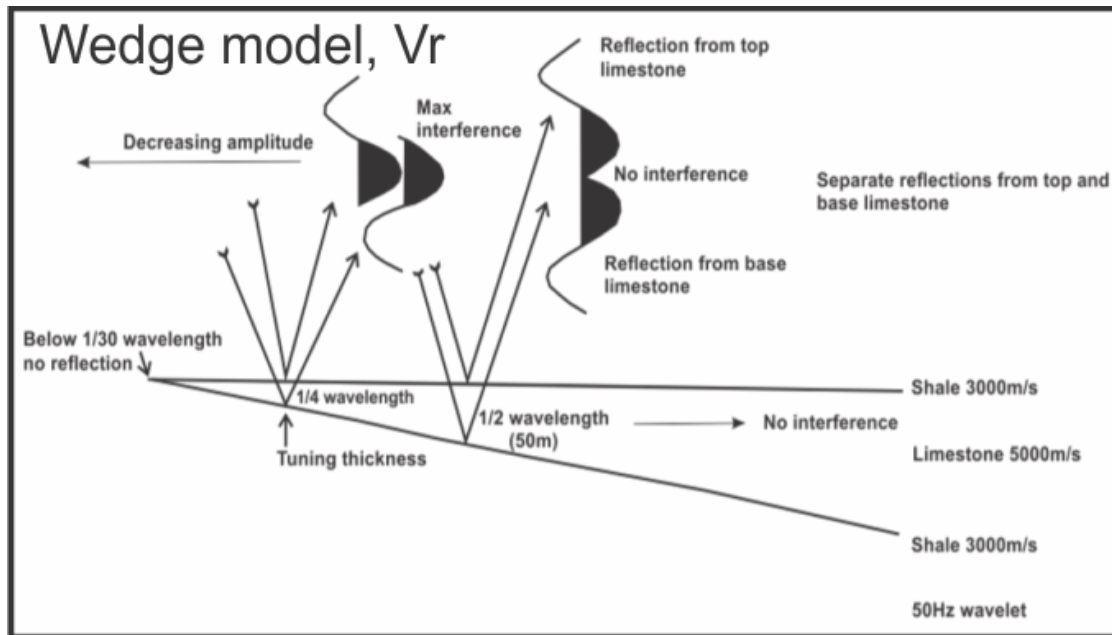 Wedge model, Vr
Reflection from top
limestone
Max
interference
Decreasing amplitude
No interference
Separate reflections from top and
base limestone
Reflection from base
limestone
Below 1/30 wavelength
no reflection
1/4 wavelength
Shale 3000m/s
1/2 wavelength
(50m)
No interference
Tuning thickness
Limestone 5000m/s
Shale 3000m/s
50Hz wavelet